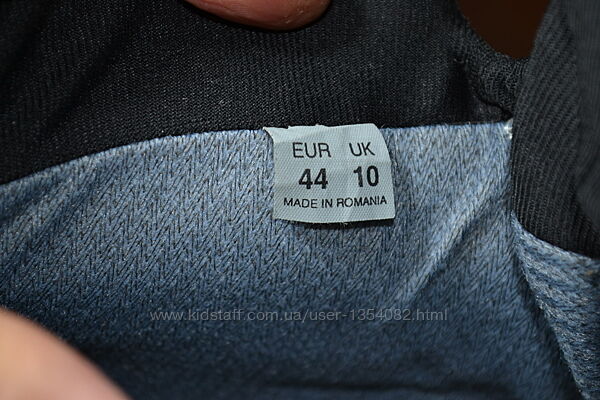 EUR UK
44 10
MADE IN ROMANIA
www.kidstaff.com.ua/user-1354082.html